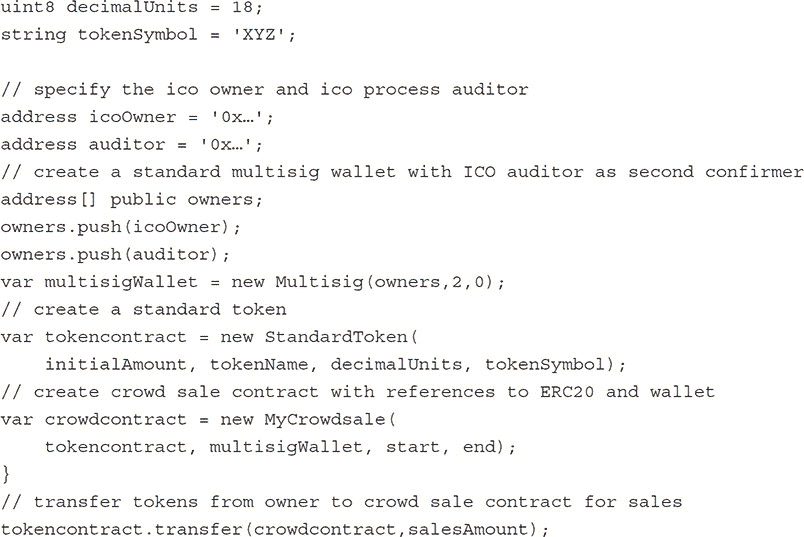 uint8 decimalUnits = 18;
string tokenSymbol = 'XYZ';

// specify the ico owner and ico process auditor
address icoOwner = '0x…';
address auditor = '0x…';
// create a standard multisig wallet with ICO auditor as second confirmer
address[] public owners;
owners.push(icoOwner);
owners.push(auditor);
var multisigWallet = new Multisig(owners,2,0);
// create a standard token
var tokencontract = new StandardToken(
    initialAmount, tokenName, decimalUnits, tokenSymbol);
// create crowd sale contract with references to ERC20 and wallet
var crowdcontract = new MyCrowdsale(
    tokencontract, multisigWallet, start, end);
}
// transfer tokens from owner to crowd sale contract for sales
tokencontract.transfer(crowdcontract,salesAmount);